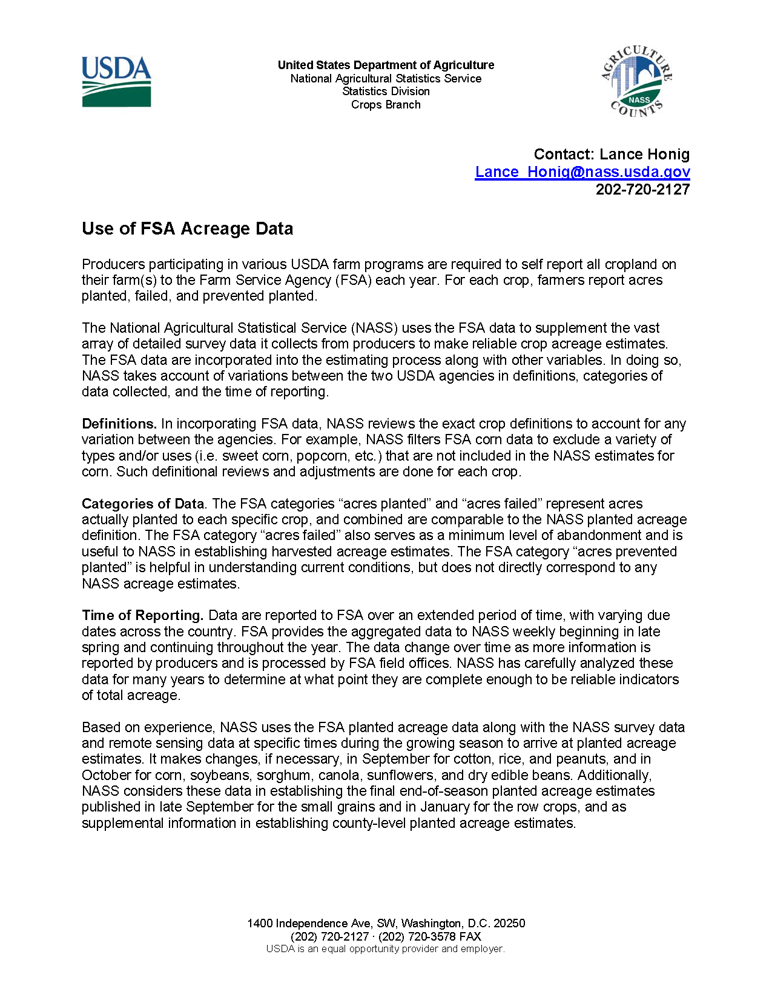 USDA
United States Department of Agriculture
National Agricultural Statistics Service
Statistics Division
Crops Branch
AGRICULTURE
NASS
COUNTS
Contact: Lance Honig
Lance_Honig@nass.usda.gov
202-720-2127
Use of FSA Acreage Data
Producers participating in various USDA farm programs are required to self report all cropland on
their farm(s) to the Farm Service Agency (FSA) each year. For each crop, farmers report acres
planted, failed, and prevented planted.
The National Agricultural Statistical Service (NASS) uses the FSA data to supplement the vast
array of detailed survey data it collects from producers to make reliable crop acreage estimates.
The FSA data are incorporated into the estimating process along with other variables. In doing so,
NASS takes account of variations between the two USDA agencies in definitions, categories of
data collected, and the time of reporting.
Definitions. In incorporating FSA data, NASS reviews the exact crop definitions to account for any
variation between the agencies. For example, NASS filters FSA corn data to exclude a variety of
types and/or uses (i.e. sweet corn, popcorn, etc.) that are not included in the NASS estimates for
corn. Such definitional reviews and adjustments are done for each crop.
Categories of Data. The FSA categories “acres planted” and “acres failed” represent acres
actually planted to each specific crop, and combined are comparable to the NASS planted acreage
definition. The FSA category “acres failed” also serves as a minimum level of abandonment and is
useful to NASS in establishing harvested acreage estimates. The FSA category “acres prevented
planted” is helpful in understanding current conditions, but does not directly correspond to any
NASS acreage estimates.
Time of Reporting. Data are reported to FSA over an extended period of time, with varying due
dates across the country. FSA provides the aggregated data to NASS weekly beginning in late
spring and continuing throughout the year. The data change over time as more information is
reported by producers and is processed by FSA field offices. NASS has carefully analyzed these
data for many years to determine at what point they are complete enough to be reliable indicators
of total acreage.
Based on experience, NASS uses the FSA planted acreage data along with the NASS survey data
and remote sensing data at specific times during the growing season to arrive at planted acreage
estimates. It makes changes, if necessary, in September for cotton, rice, and peanuts, and in
October for corn, soybeans, sorghum, canola, sunflowers, and dry edible beans. Additionally,
NASS considers these data in establishing the final end-of-season planted acreage estimates
published in late September for the small grains and in January for the row crops, and as
supplemental information in establishing county-level planted acreage estimates.
1400 Independence Ave, SW, Washington, D.C. 20250
(202) 720-2127 · (202) 720-3578 FAX
USDA is an equal opportunity provider and employer.